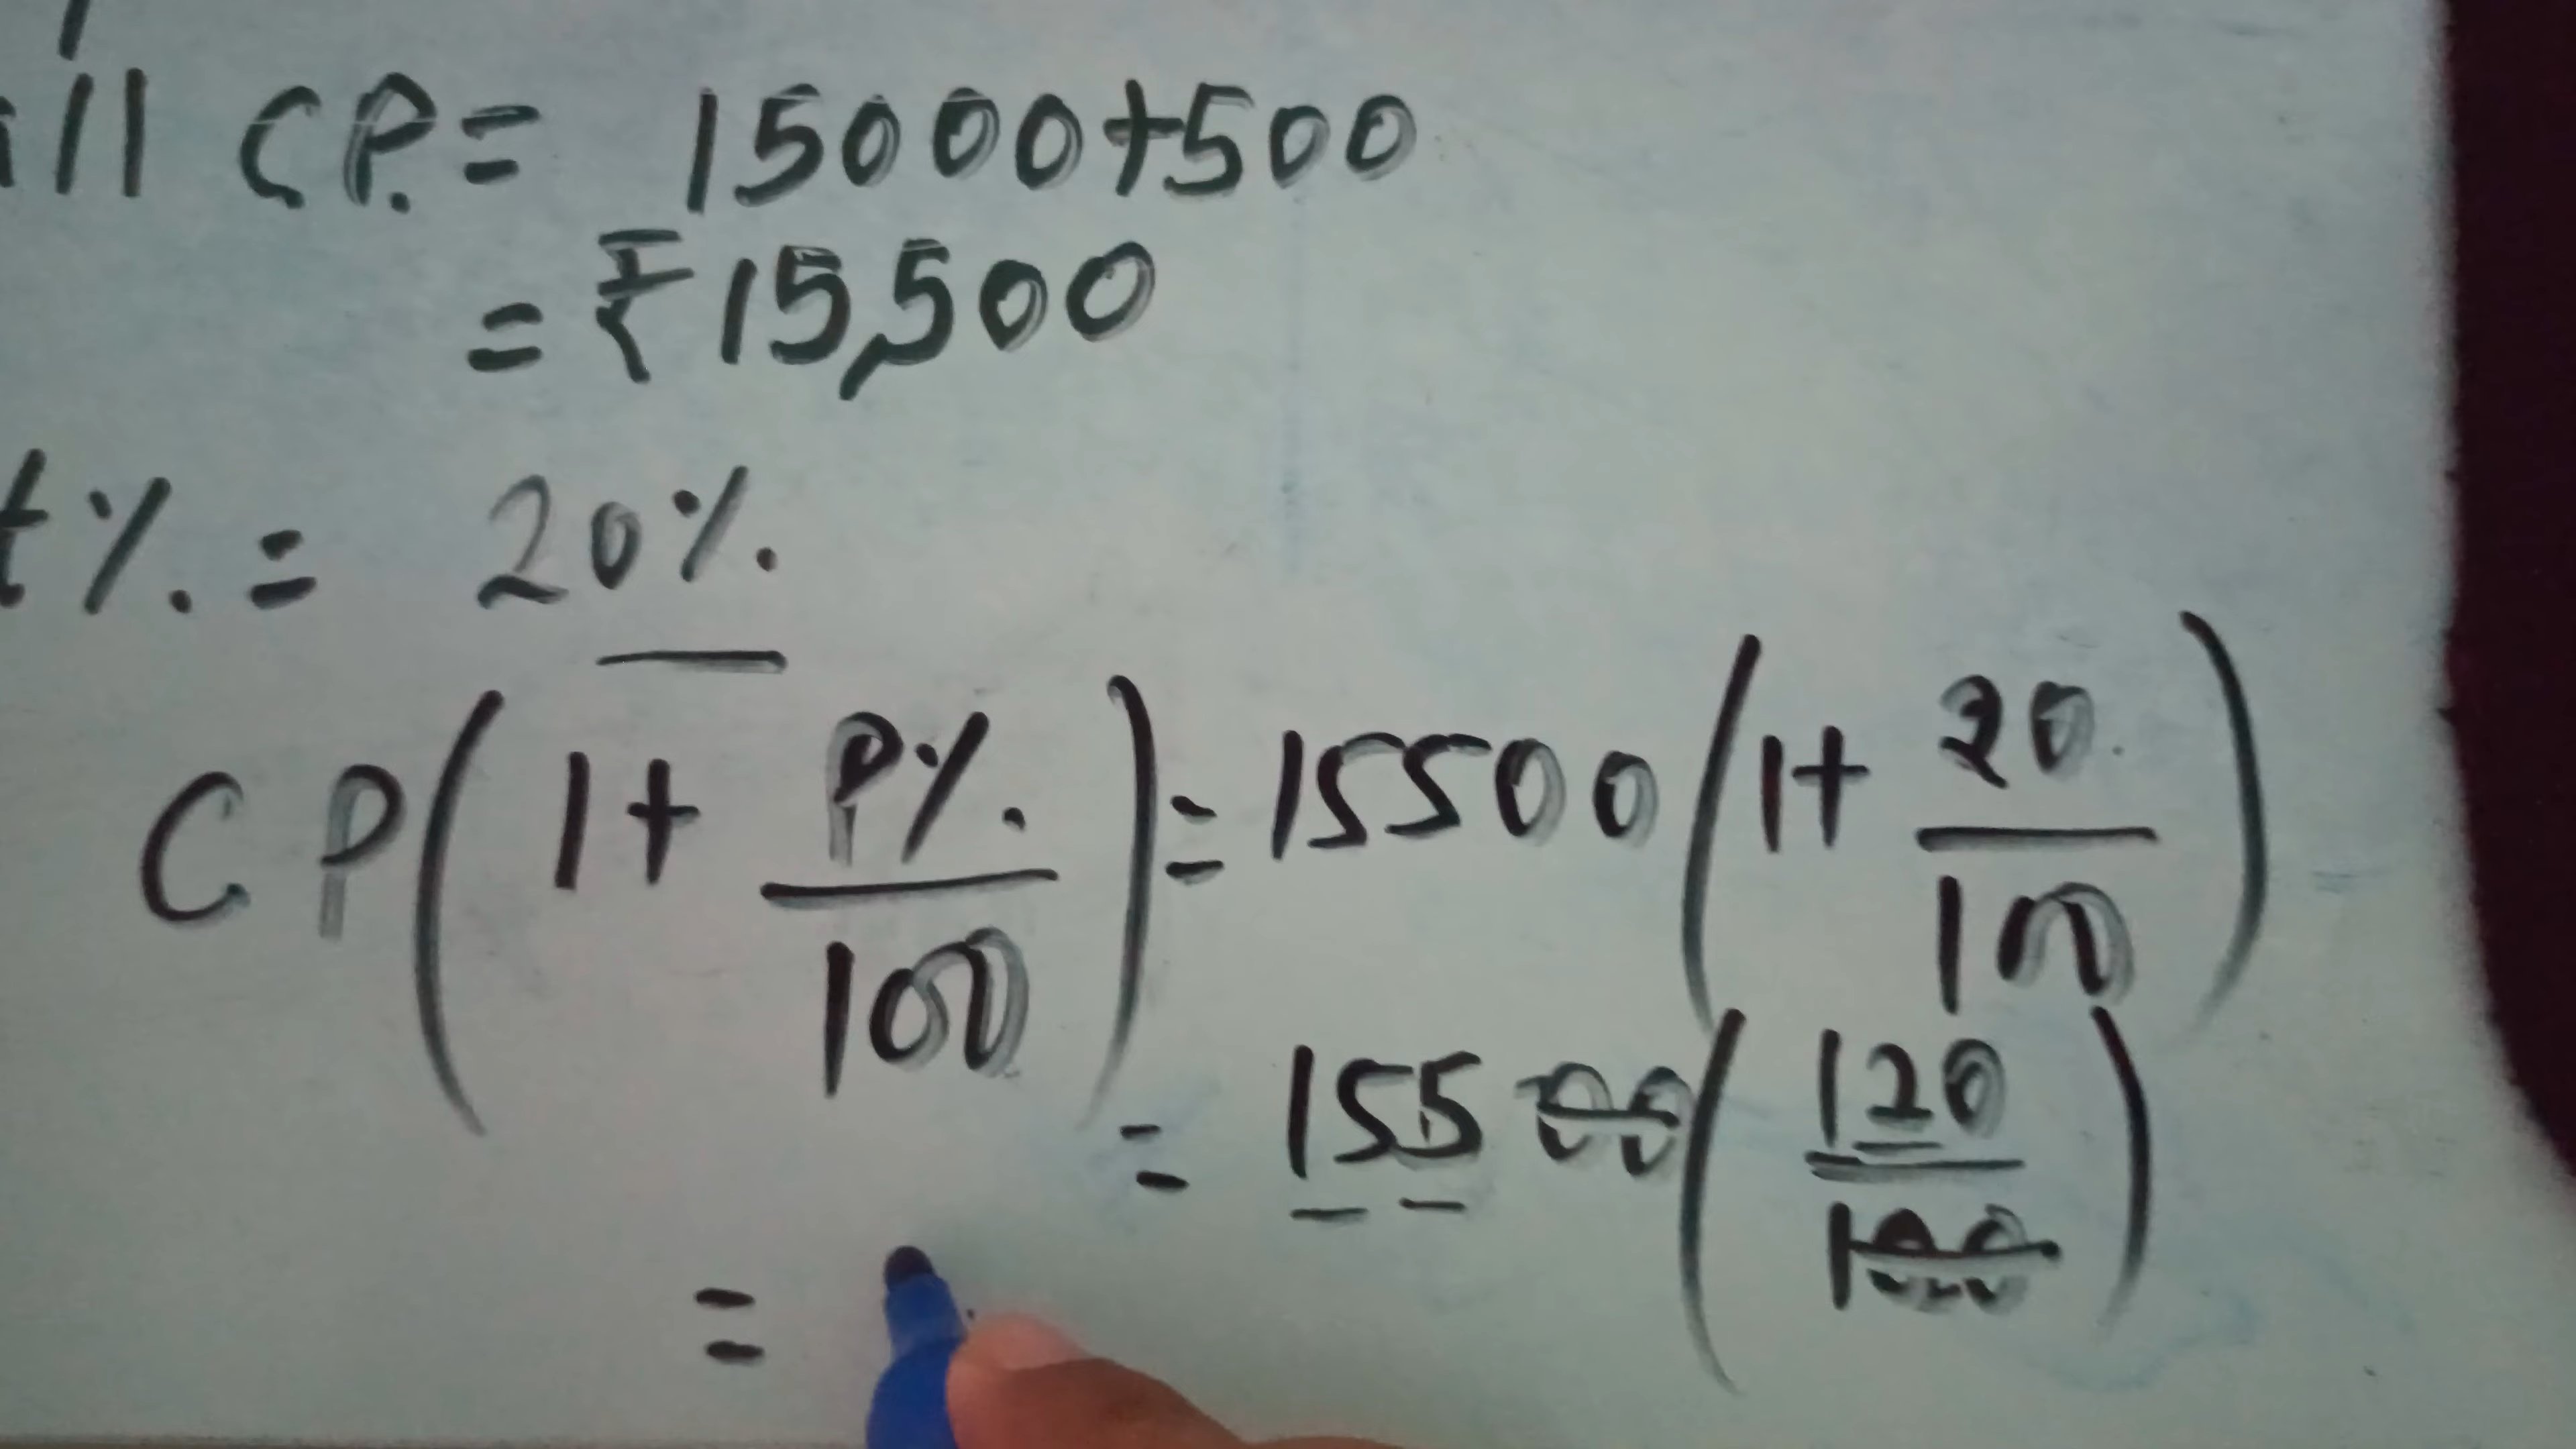 ll CP. = 15000+500
= ₹15,500
t%. = 20%.
CP(1+ P%./100) = 15500(1+ 20/100)
= 15500(120/100)
=